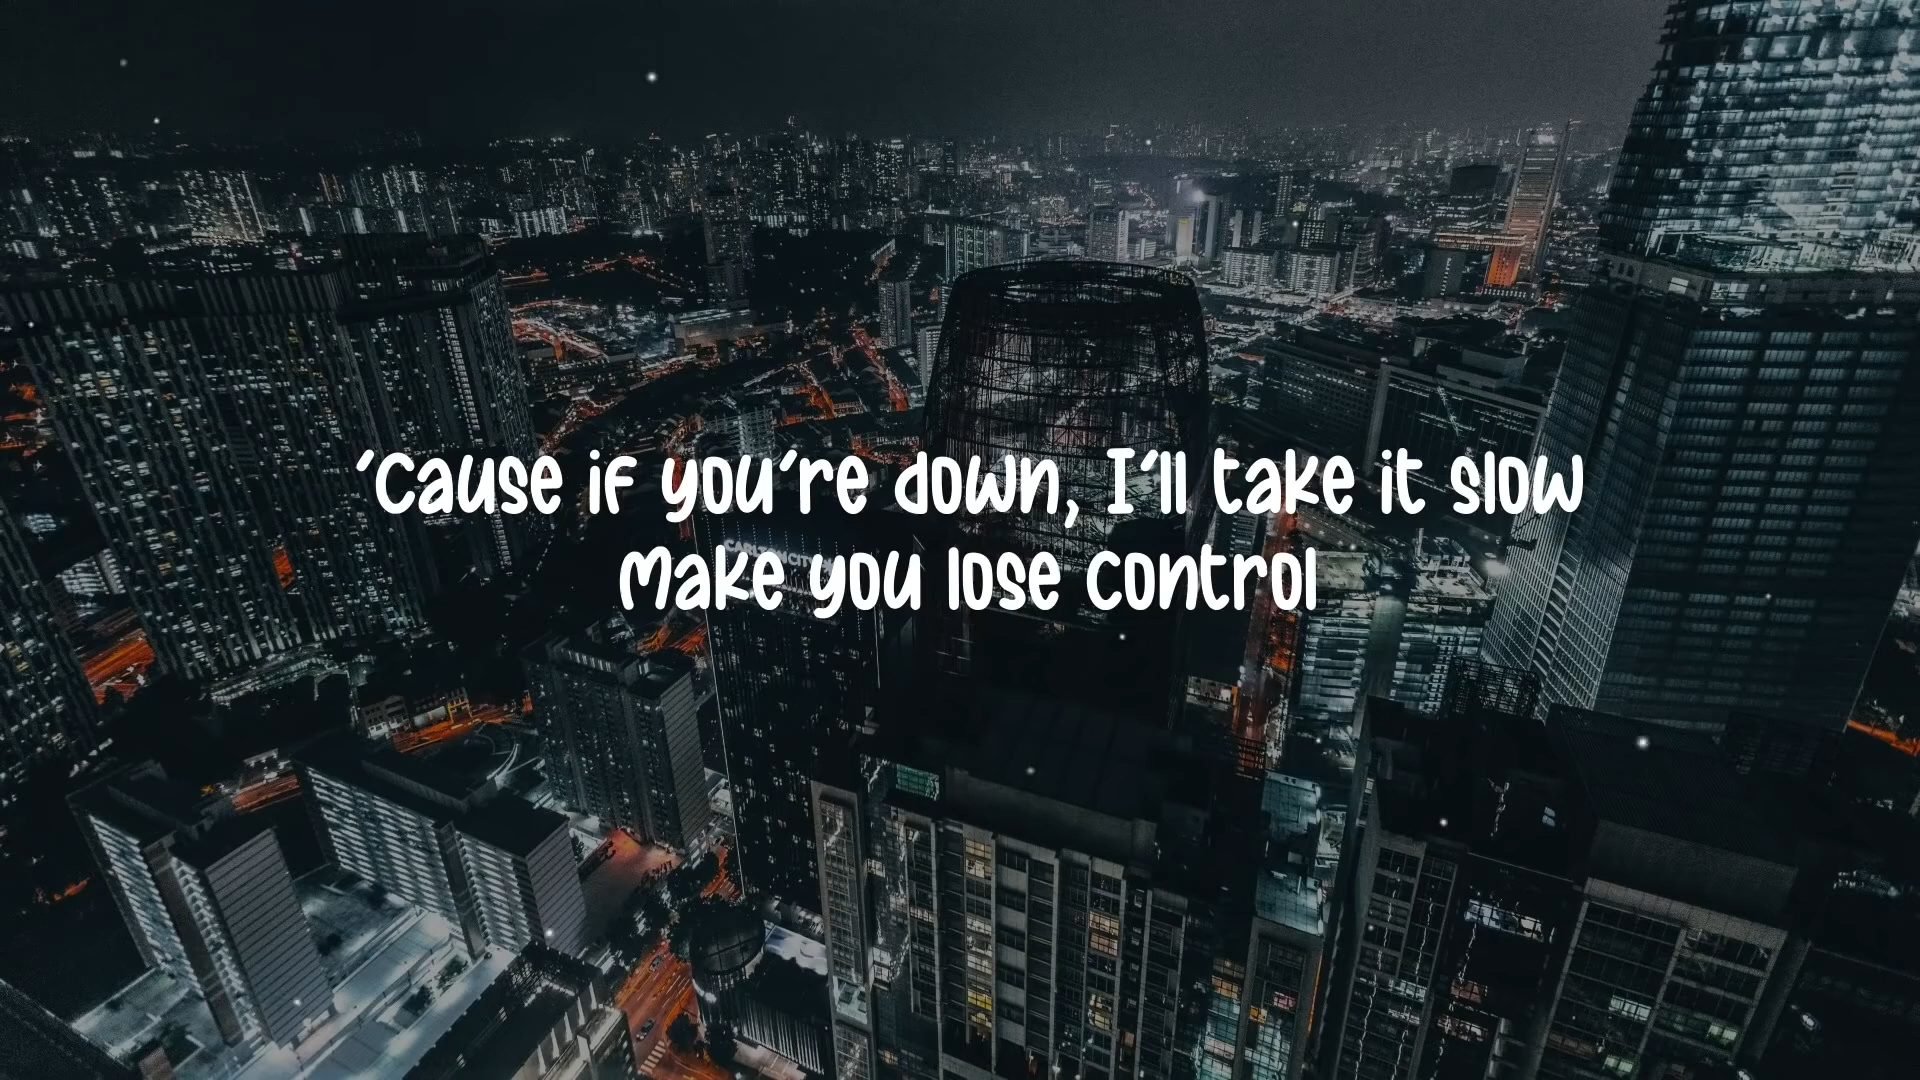 'Cause if you're down, I'll take it slow
Make you lose control